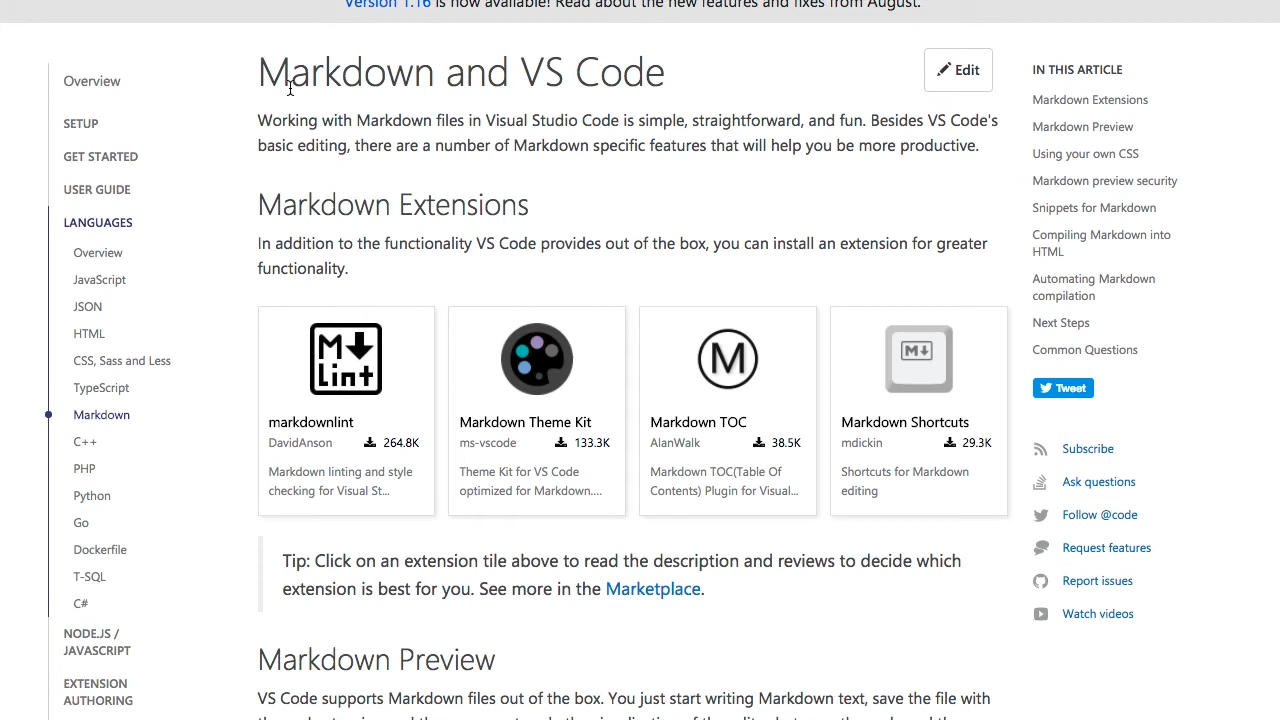 Version 1.16 is now available! Read about the new features and fixes from August.
Overview
SETUP
GET STARTED
USER GUIDE
LANGUAGES
Overview
JavaScript
JSON
HTML
CSS, Sass and Less
TypeScript
Markdown
C++
PHP
Python
Go
Dockerfile
T-SQL
C#
NODE.JS /
JAVASCRIPT
EXTENSION
AUTHORING
Markdown and VS Code
Edit
Working with Markdown files in Visual Studio Code is simple, straightforward, and fun. Besides VS Code's
basic editing, there are a number of Markdown specific features that will help you be more productive.
Markdown Extensions
In addition to the functionality VS Code provides out of the box, you can install an extension for greater
functionality.
M Lint
markdownlint
DavidAnson 264.8K
Markdown linting and style
checking for Visual St...
Markdown Theme Kit
ms-vscode 133.3K
Theme Kit for VS Code
optimized for Markdown....
M
Markdown TOC
AlanWalk 38.5K
Markdown TOC(Table Of
Contents) Plugin for Visual...
M
Markdown Shortcuts
mdickin 29.3K
Shortcuts for Markdown
editing
Tip: Click on an extension tile above to read the description and reviews to decide which
extension is best for you. See more in the Marketplace.
Markdown Preview
VS Code supports Markdown files out of the box. You just start writing Markdown text, save the file with
IN THIS ARTICLE
Markdown Extensions
Markdown Preview
Using your own CSS
Markdown preview security
Snippets for Markdown
Compiling Markdown into
HTML
Automating Markdown
compilation
Next Steps
Common Questions
Tweet
Subscribe
Ask questions
Follow @code
Request features
Report issues
Watch videos